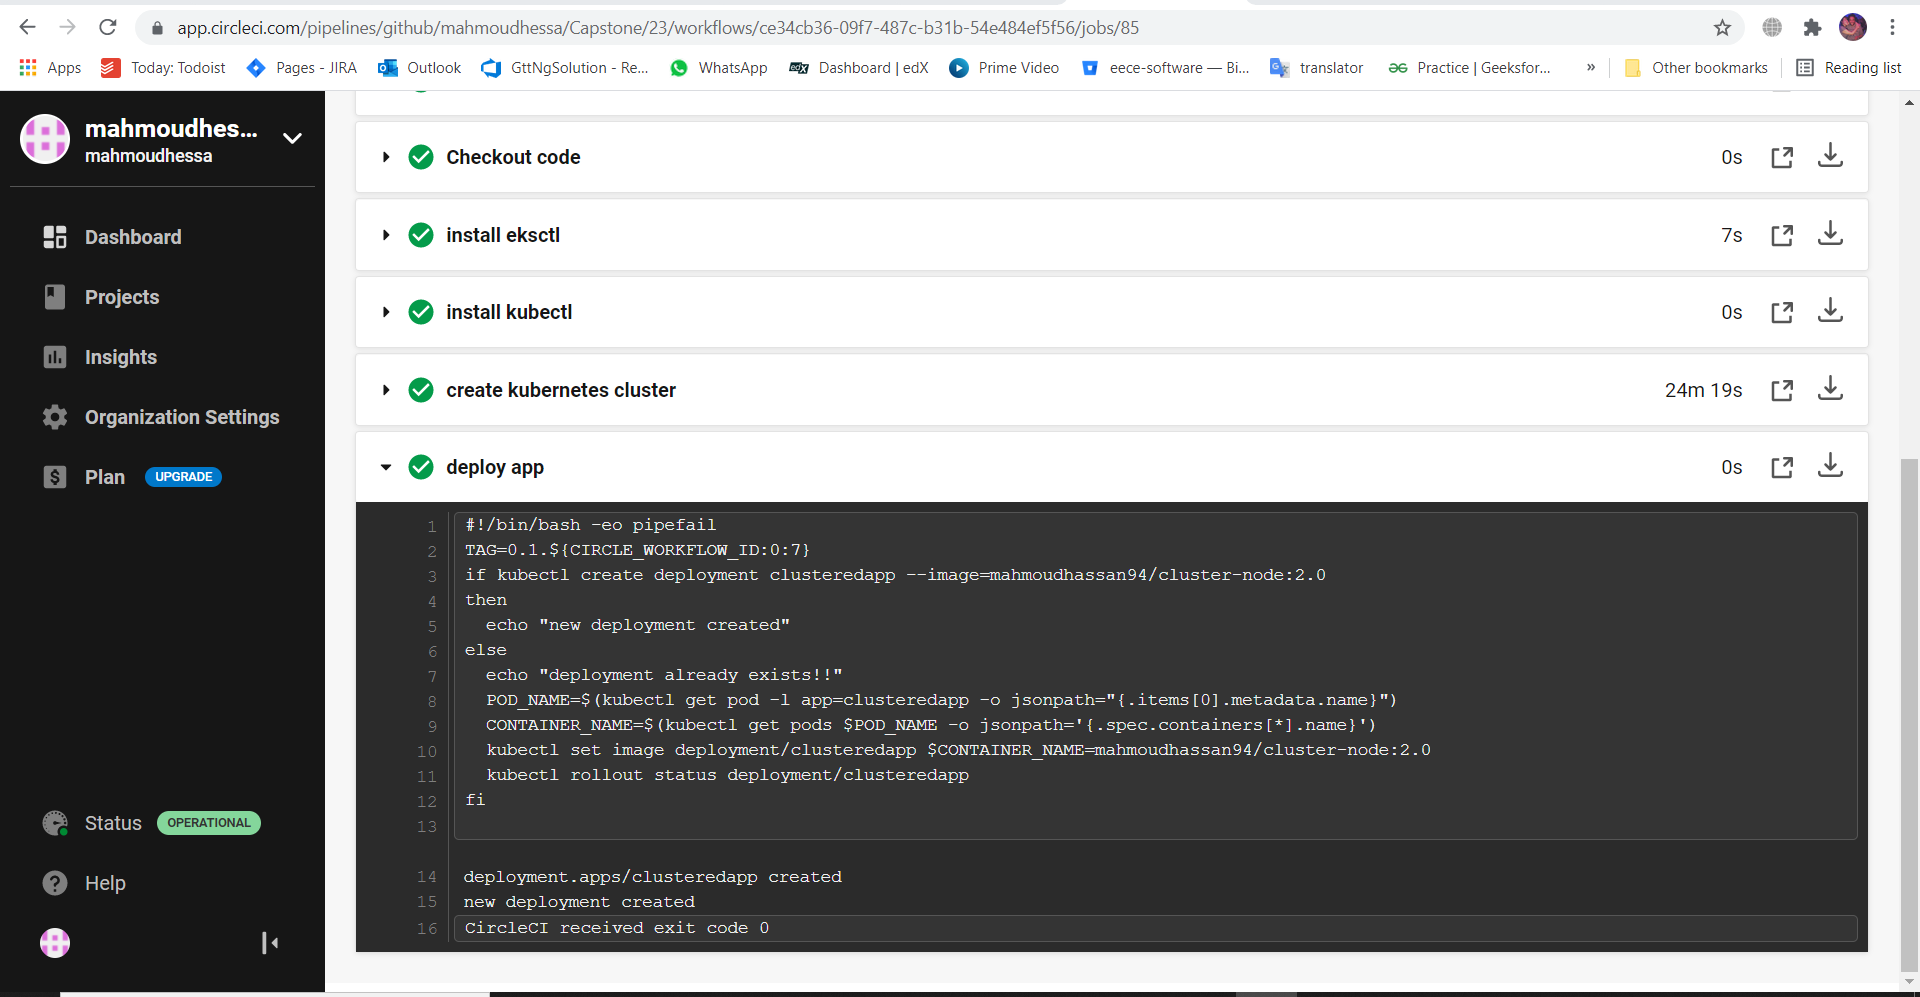 app.circleci.com/pipelines/github/mahmoudhessa/Capstone/23/workflows/ce34cb36-09f7-487c-b31b-54e484ef5f56/jobs/85
Apps Today: Todoist Pages - JIRA Outlook GttNgSolution - Re... WhatsApp edX Dashboard | edX Prime Video eece-software — Bi... translator Practice | Geeksfor... » Other bookmarks Reading list
mahmoudhes...
mahmoudhessa
Dashboard
Projects
Insights
Organization Settings
Plan UPGRADE
Status OPERATIONAL
Help
Checkout code 0s
install eksctl 7s
install kubectl 0s
create kubernetes cluster 24m 19s
deploy app 0s
1 #!/bin/bash -eo pipefail
2 TAG=0.1.${CIRCLE_WORKFLOW_ID:0:7}
3 if kubectl create deployment clusteredapp --image=mahmoudhassan94/cluster-node:2.0
4 then
5 echo "new deployment created"
6 else
7 echo "deployment already exists!!"
8 POD_NAME=$(kubectl get pod -l app=clusteredapp -o jsonpath="{.items[0].metadata.name}")
9 CONTAINER_NAME=$(kubectl get pods $POD_NAME -o jsonpath='{.spec.containers[*].name}')
10 kubectl set image deployment/clusteredapp $CONTAINER_NAME=mahmoudhassan94/cluster-node:2.0
11 kubectl rollout status deployment/clusteredapp
12 fi
13
14 deployment.apps/clusteredapp created
15 new deployment created
16 CircleCI received exit code 0